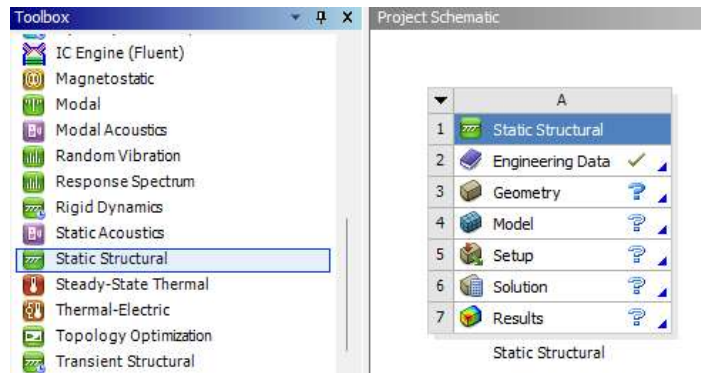 Toolbox
X
IC Engine (Fluent)
Magnetostatic
Modal
Modal Acoustics
Random Vibration
Response Spectrum
Rigid Dynamics
Static Acoustics
Static Structural
Steady-State Thermal
Thermal-Electric
Topology Optimization
Transient Structural
Project Schematic
A
1 Static Structural
2 Engineering Data ✓
3 Geometry ?
4 Model ?
5 Setup ?
6 Solution ?
7 Results ?
Static Structural